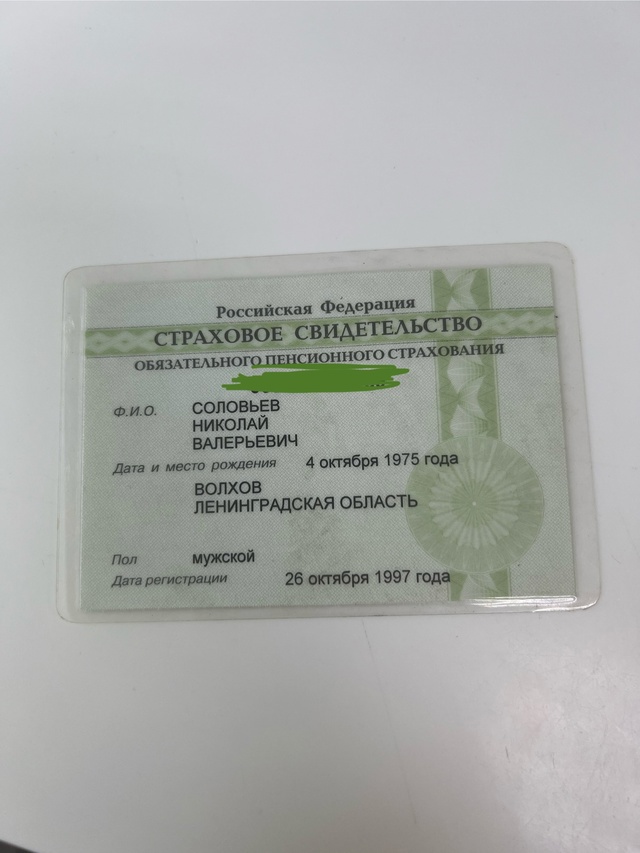 Российская Федерация
СТРАХОВОЕ СВИДЕТЕЛЬСТВО
ОБЯЗАТЕЛЬНОГО ПЕНСИОННОГО СТРАХОВАНИЯ
Ф.И.О. СОЛОВЬЕВ
НИКОЛАЙ
ВАЛЕРЬЕВИЧ
Дата и место рождения 4 октября 1975 года
ВОЛХОВ
ЛЕНИНГРАДСКАЯ ОБЛАСТЬ
Пол мужской
Дата регистрации 26 октября 1997 года